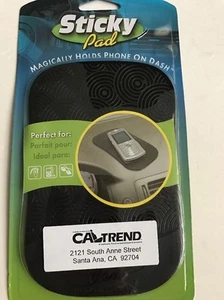 Sticky
Pad
MAGICALLY HOLDS PHONE ON DASH
Perfect for:
Parfait pour:
Ideal para:
CALTREND
2121 South Anne Street
Santa Ana, CA 92704